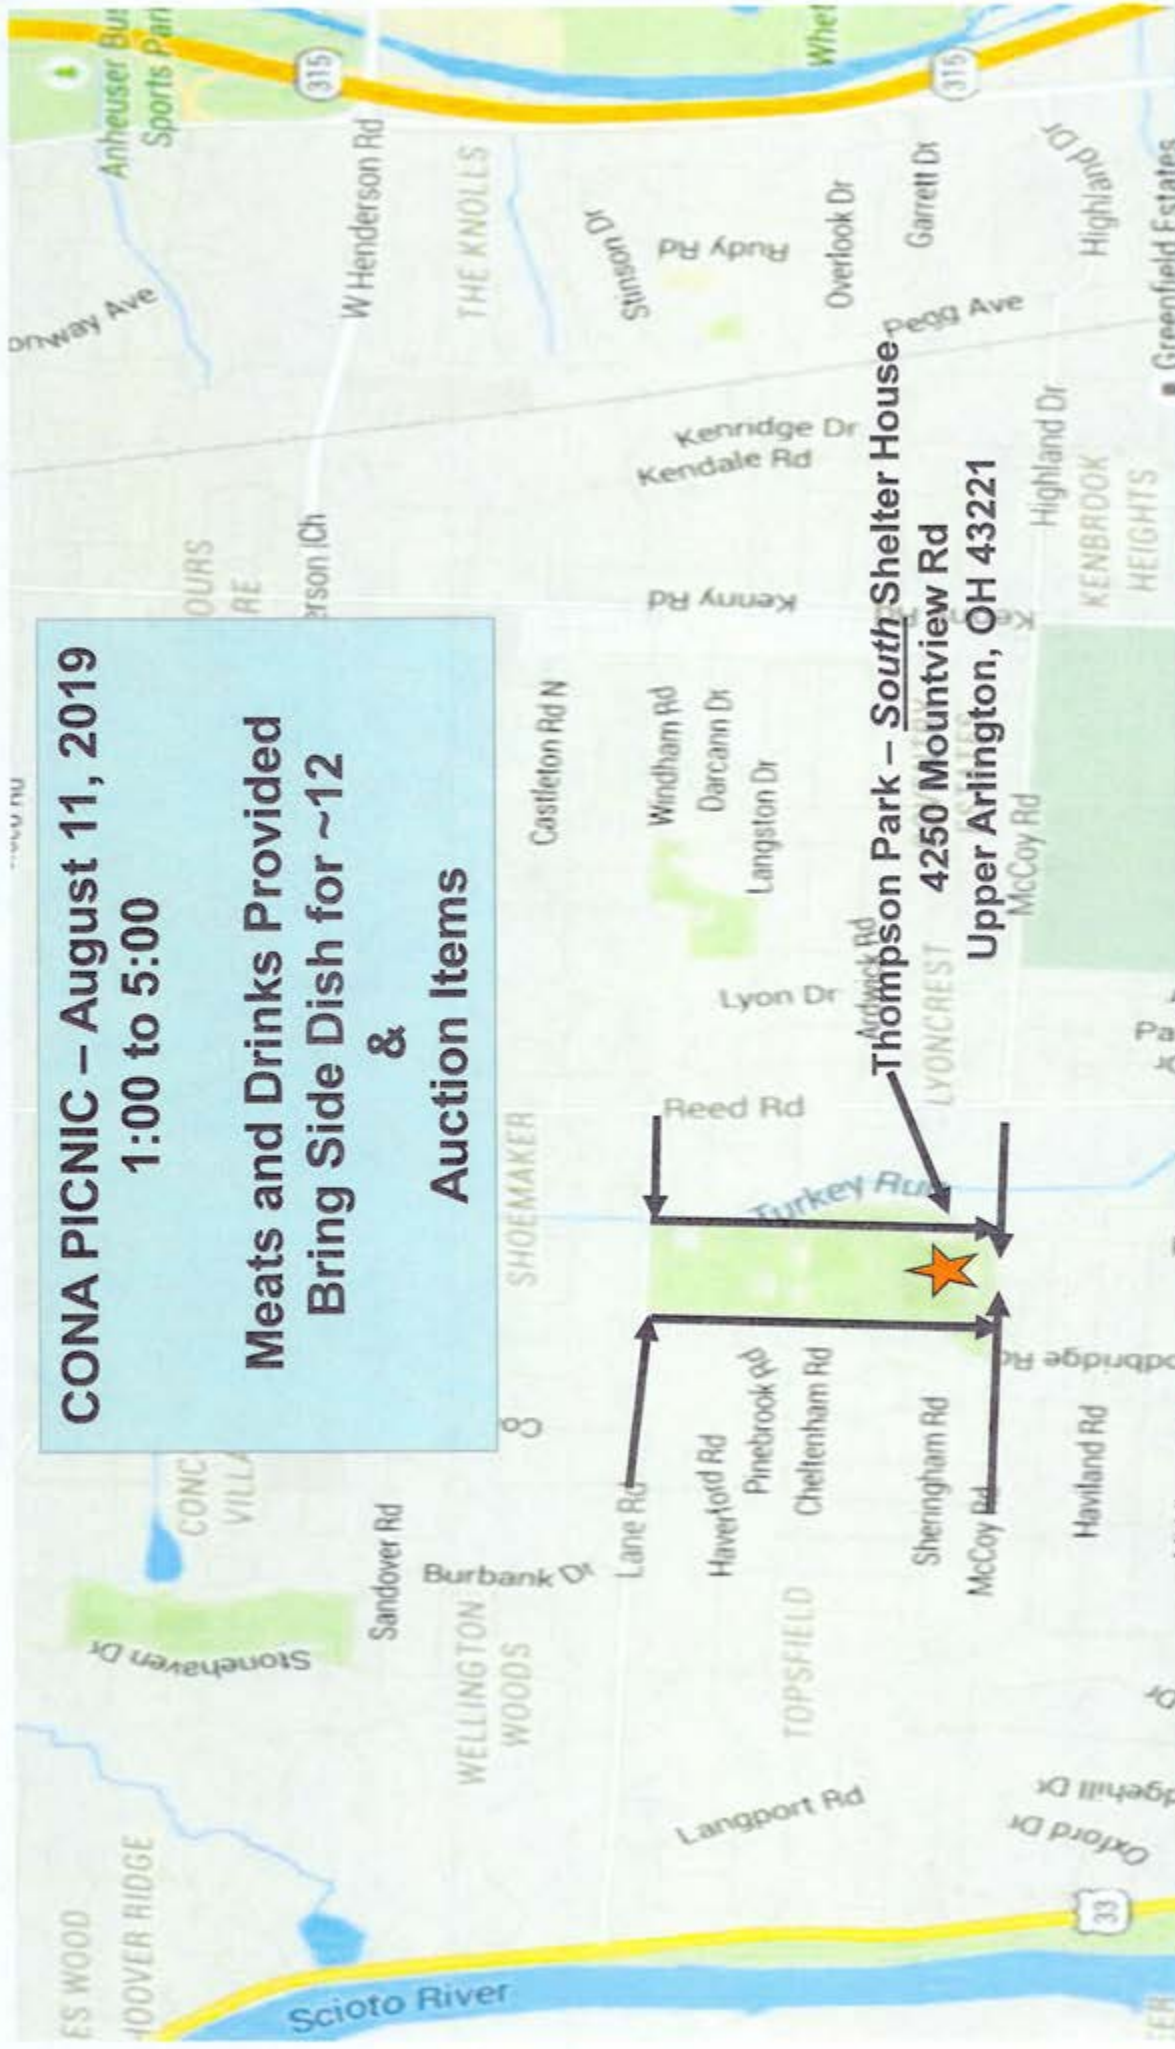 CONA PICNIC – August 11, 2019
1:00 to 5:00
Meats and Drinks Provided
Bring Side Dish for ~12
&
Auction Items
Anheuser
Sports
315
W Henderson Rd
THE KNOLLS
Stinson Dr
Rudy Rd
Overlook Dr
Garrett Dr
315
Highland Dr
Pegg Ave
Kenridge Dr
Kendale Rd
Highland Dr
KENBROOK
HEIGHTS
Greenfield Estates
Kenny Rd
Castleton Rd N
Windham Rd
Darcann Dr
Langston Dr
Thompson Park – South Shelter House
4250 Mountview Rd
Upper Arlington, OH 43221
McCoy Rd
Ardwick Rd
LYONCREST
Lyon Dr
Reed Rd
Turkey Run
SHOEMAKER
Stonehaven Dr
Sandover Rd
Burbank Dr
WELLINGTON
WOODS
Lane Rd
Haverford Rd
Pinebrook Rd
Cheltenham Rd
TOPSFIELD
Sheringham Rd
McCoy Rd
Haviland Rd
Langport Rd
Oxford Dr
WOOD
HOOVER RIDGE
Scioto River
33